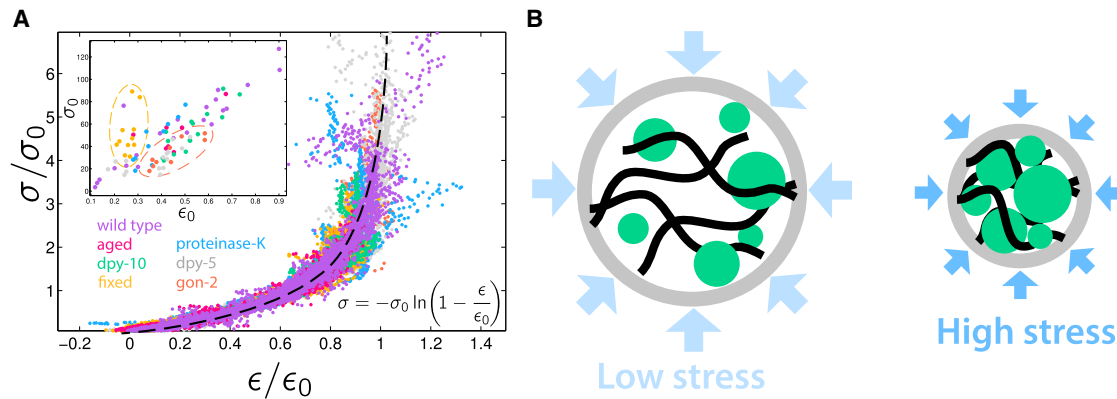 A
B
σ/σ₀
6
5
4
3
2
1
σ₀
140
120
100
80
60
40
20
0
0.1 0.2 0.3 0.4 0.5 0.6 0.7 0.8 0.9
ϵ₀
wild type
aged proteinase-K
dpy-10 dpy-5
fixed gon-2
σ = −σ₀ ln(1 − ϵ/ϵ₀)
−0.2 0 0.2 0.4 0.6 0.8 1 1.2 1.4
ϵ/ϵ₀
Low stress
High stress